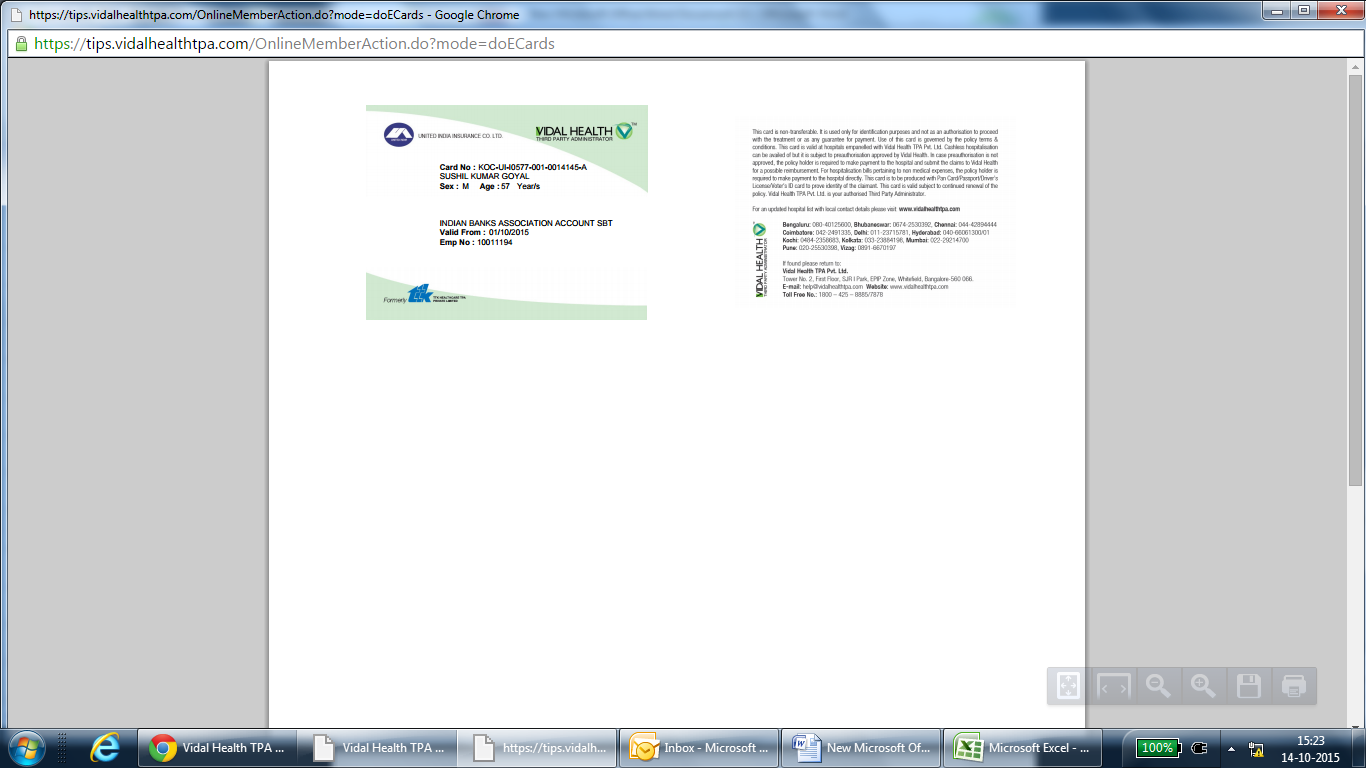 https://tips.vidalhealthtpa.com/OnlineMemberAction.do?mode=doECards - Google Chrome
https://tips.vidalhealthtpa.com/OnlineMemberAction.do?mode=doECards
UNITED INDIA INSURANCE CO. LTD.
VIDAL HEALTH TM
THIRD PARTY ADMINISTRATOR
Card No : KOC-UI-I0577-001-0014145-A
SUSHIL KUMAR GOYAL
Sex : M Age : 57 Year/s
INDIAN BANKS ASSOCIATION ACCOUNT SBT
Valid From : 01/10/2015
Emp No : 10011194
Formerly TTK HEALTHCARE TPA
PRIVATE LIMITED
This card is non-transferable. It is used only for identification purposes and not as an authorisation to proceed
with the treatment or as any guarantee for payment. Use of this card is governed by the policy terms &
conditions. This card is valid at hospitals empanelled with Vidal Health TPA Pvt. Ltd. Cashless hospitalisation
can be availed of but it is subject to preauthorisation approved by Vidal Health. In case preauthorisation is not
approved, the policy holder is required to make payment to the hospital and submit the claims to Vidal Health
for a possible reimbursement. For hospitalisation bills pertaining to non medical expenses, the policy holder is
required to make payment to the hospital directly. This card is to be produced with Pan Card/Passport/Driver's
License/Voter's ID card to prove identity of the claimant. This card is valid subject to continued renewal of the
policy. Vidal Health TPA Pvt. Ltd. is your authorised Third Party Administrator.
For an updated hospital list with local contact details please visit: www.vidalhealthtpa.com
VIDAL HEALTH
THIRD PARTY ADMINISTRATOR
Bengaluru: 080-40125600, Bhubaneswar: 0674-2530392, Chennai: 044-42894444
Coimbatore: 042-2491335, Delhi: 011-23715781, Hyderabad: 040-66061300/01
Kochi: 0484-2358683, Kolkata: 033-23884198, Mumbai: 022-29214700
Pune: 020-25530398, Vizag: 0891-6670197
If found please return to:
Vidal Health TPA Pvt. Ltd.
Tower No. 2, First Floor, SJR I Park, EPIP Zone, Whitefield, Bangalore-560 066.
E-mail: help@vidalhealthtpa.com Website: www.vidalhealthtpa.com
Toll Free No.: 1800 – 425 – 8885/7878
Vidal Health TPA ...
Vidal Health TPA ...
https://tips.vidalh...
Inbox - Microsoft ...
New Microsoft Of...
Microsoft Excel - ...
100%
15:23
14-10-2015